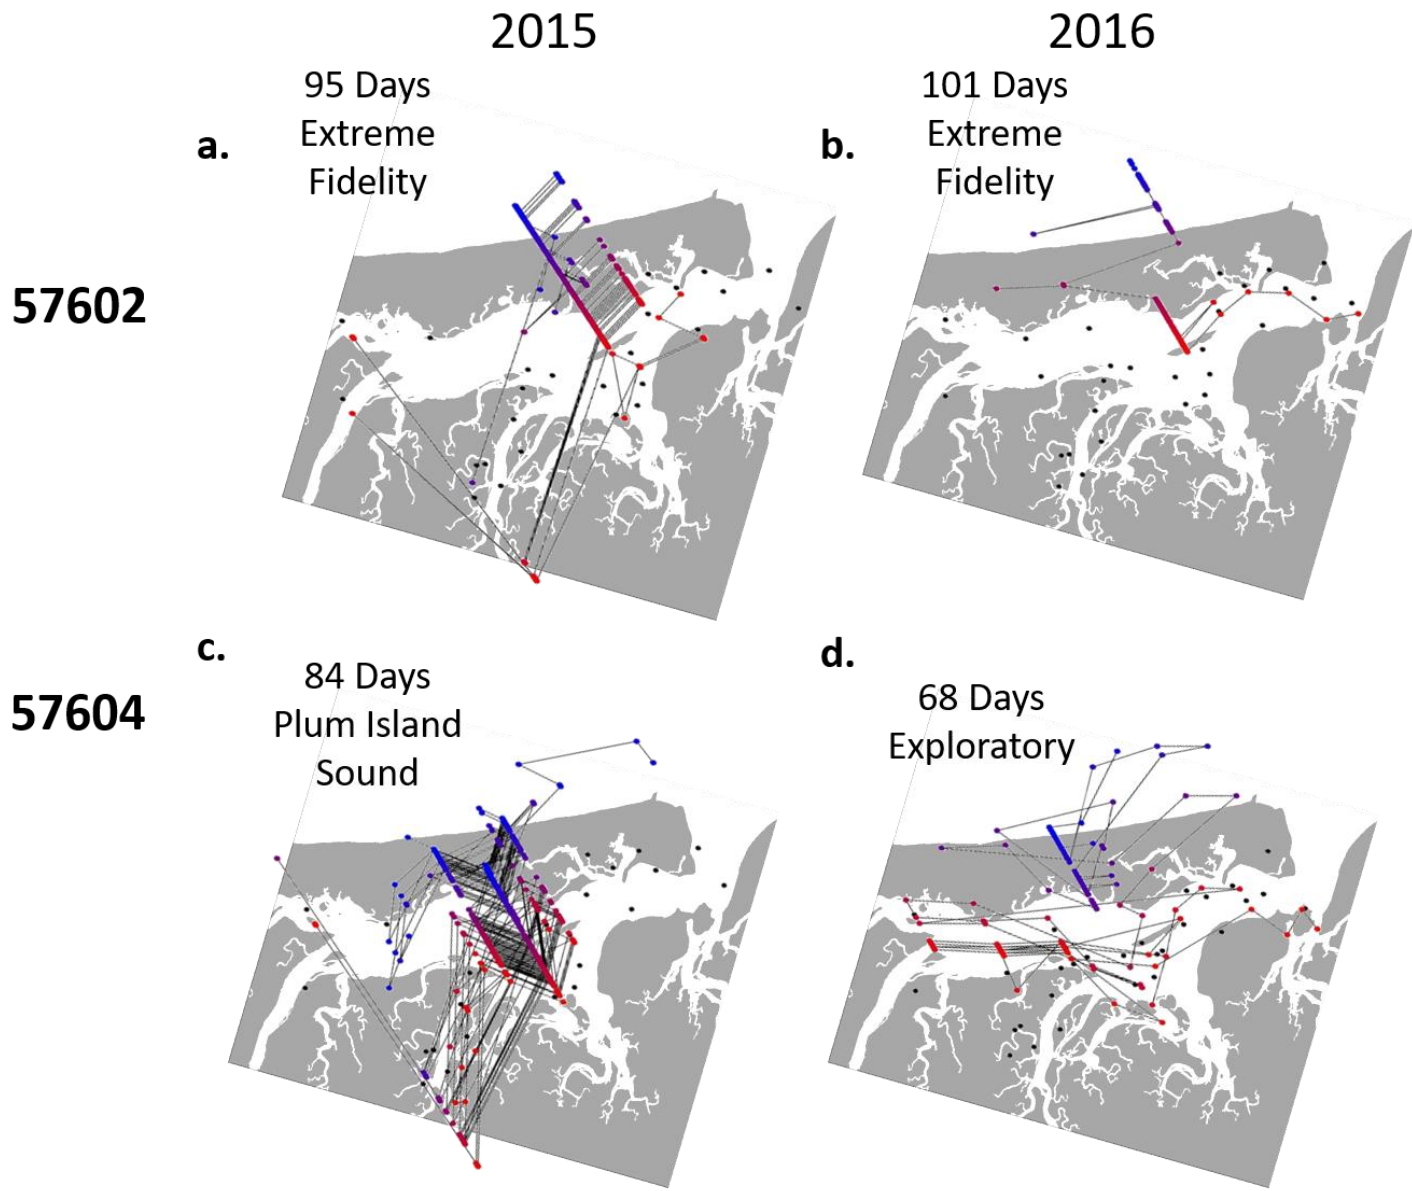 2015
2016
95 Days
Extreme
Fidelity
a.
101 Days
Extreme
Fidelity
b.
57602
c.
84 Days
Plum Island
Sound
d.
68 Days
Exploratory
57604